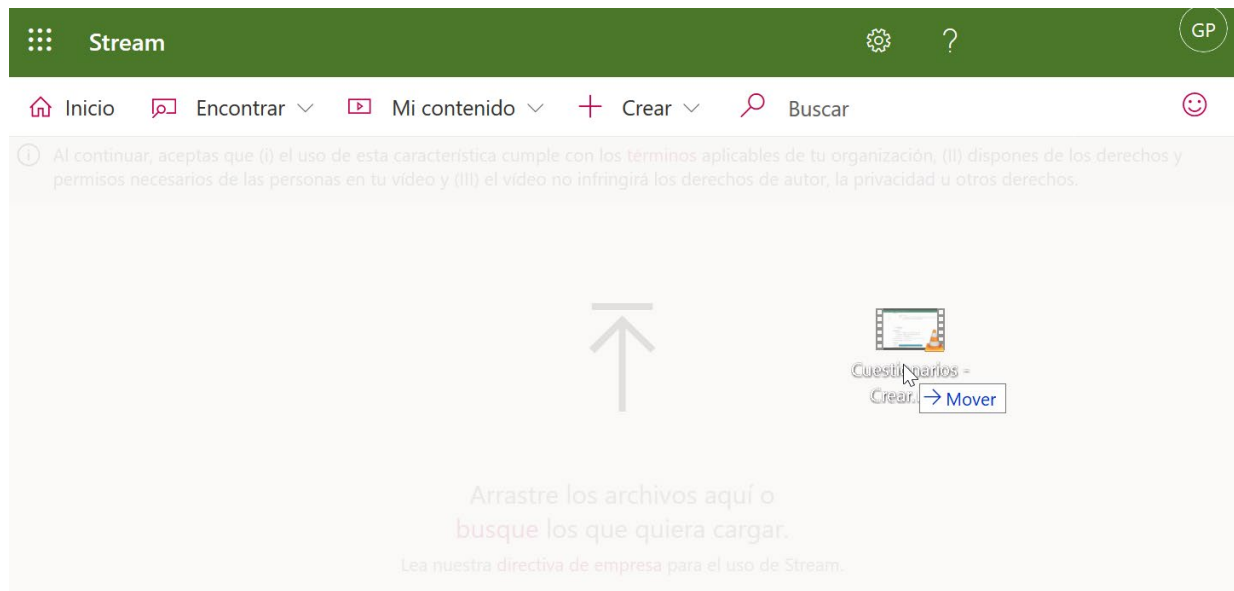 Stream
?
GP
Inicio Encontrar Mi contenido Crear Buscar
Al continuar, aceptas que (i) el uso de esta característica cumple con los términos aplicables de tu organización, (II) dispones de los derechos y
permisos necesarios de las personas en tu vídeo y (III) el vídeo no infringirá los derechos de autor, la privacidad u otros derechos.
Cuestionarios -
Crear.
Mover
Arrastre los archivos aquí o
busque los que quiera cargar.
Lea nuestra directiva de empresa para el uso de Stream.